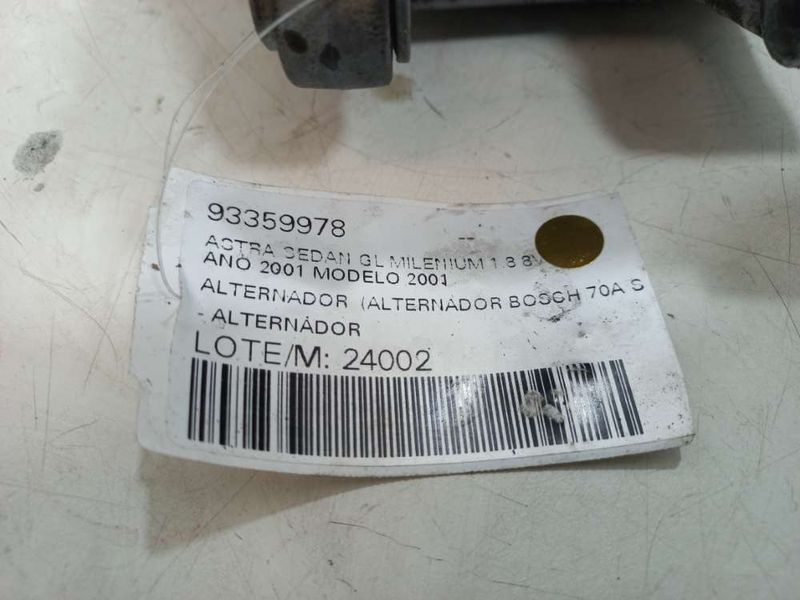 93359978
--
ASTRA SEDAN GL MILENIUM 1.8 8V
ANO 2001 MODELO 2001
ALTERNADOR (ALTERNADOR BOSCH 70A S
- ALTERNADOR
LOTE/M: 24002